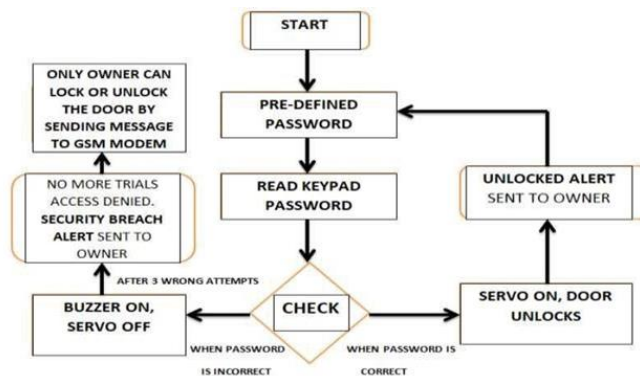 START
ONLY OWNER CAN
LOCK OR UNLOCK
THE DOOR BY
SENDING MESSAGE
TO GSM MODEM
PRE-DEFINED
PASSWORD
NO MORE TRIALS
ACCESS DENIED.
SECURITY BREACH
ALERT SENT TO
OWNER
READ KEYPAD
PASSWORD
UNLOCKED ALERT
SENT TO OWNER
AFTER 3 WRONG ATTEMPTS
BUZZER ON,
SERVO OFF
CHECK
SERVO ON, DOOR
UNLOCKS
WHEN PASSWORD
IS INCORRECT
WHEN PASSWORD IS
CORRECT